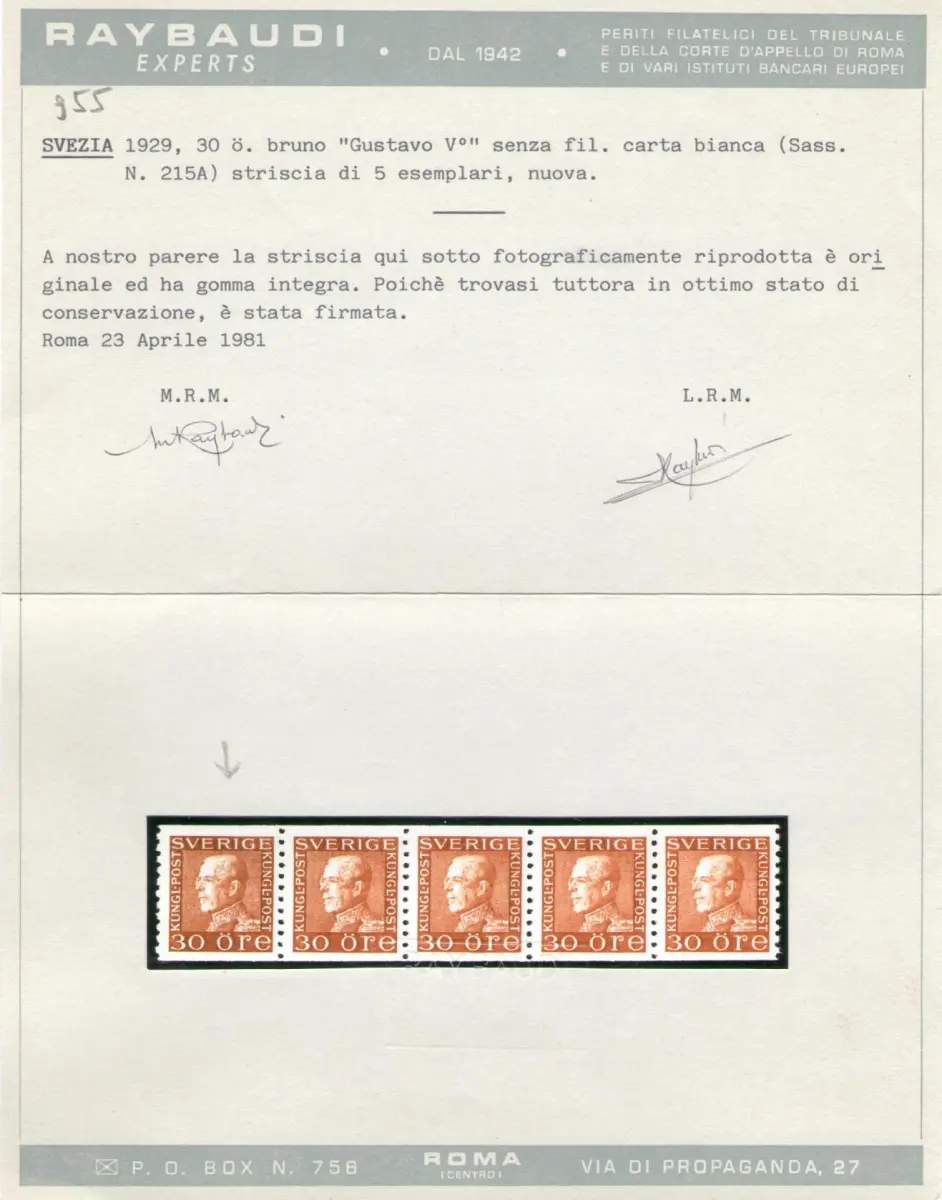 RAYBAUDI
EXPERTS
• DAL 1942 •
PERITI FILATELICI DEL TRIBUNALE
E DELLA CORTE D'APPELLO DI ROMA
E DI VARI ISTITUTI BANCARI EUROPEI
955
SVEZIA 1929, 30 ö. bruno "Gustavo V°" senza fil. carta bianca (Sass.
N. 215A) striscia di 5 esemplari, nuova.
A nostro parere la striscia qui sotto fotograficamente riprodotta è ori
ginale ed ha gomma integra. Poichè trovasi tuttora in ottimo stato di
conservazione, è stata firmata.
Roma 23 Aprile 1981
M.R.M. L.R.M.
SVERIGE SVERIGE SVERIGE SVERIGE SVERIGE
KUNGL·POST KUNGL·POST KUNGL·POST KUNGL·POST KUNGL·POST KUNGL·POST KUNGL·POST KUNGL·POST KUNGL·POST KUNGL·POST
30 öre 30 öre 30 öre 30 öre 30 öre
RAYBAUDI
P. O. BOX N. 756
ROMA
(CENTRO)
VIA DI PROPAGANDA, 27